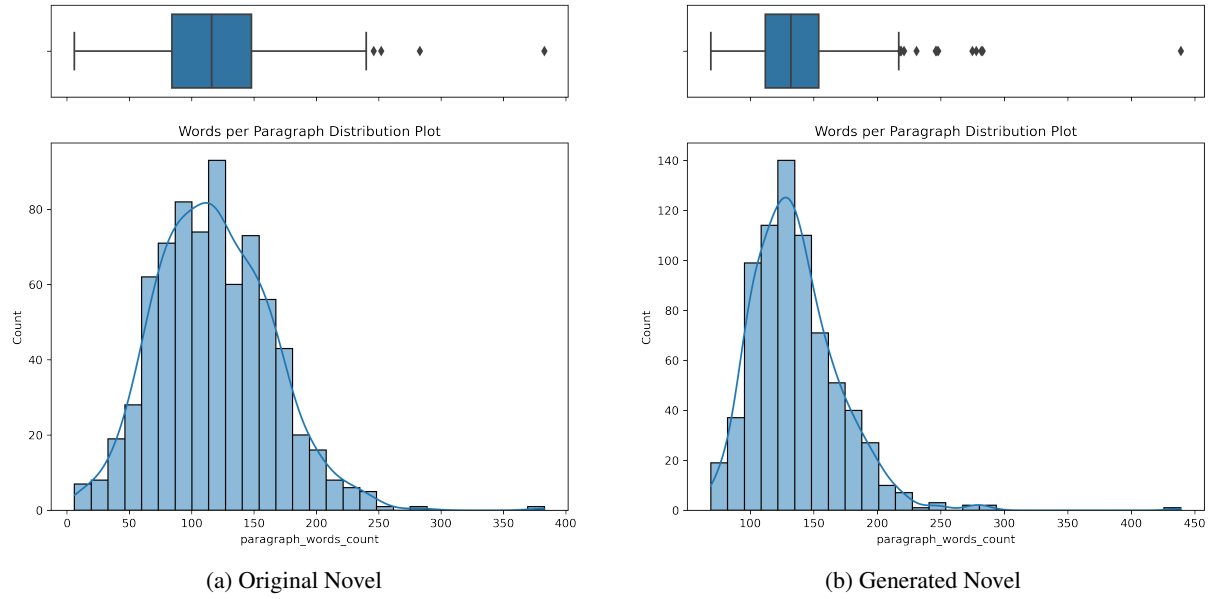 Words per Paragraph Distribution Plot
Count
80
60
40
20
0
0 50 100 150 200 250 300 350 400
paragraph_words_count
(a) Original Novel
Words per Paragraph Distribution Plot
Count
140
120
100
80
60
40
20
0
100 150 200 250 300 350 400 450
paragraph_words_count
(b) Generated Novel